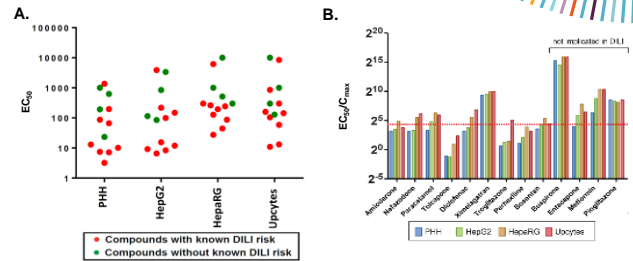 A.
100000
10000
1000
100
10
1
EC50
PHH
HepG2
HepaRG
Upcytes
Compounds with known DILI risk
Compounds without known DILI risk
B.
2^20
2^15
2^10
2^5
2^0
2^-5
EC50/Cmax
not implicated in DILI
Amiodarone
Nefazodone
Paracetamol
Tolcapone
Diclofenac
Ximelagatran
Troglitazone
Perhexiline
Bosentan
Buspirone
Entacapone
Metformin
Pioglitazone
PHH
HepG2
HepaRG
Upcytes